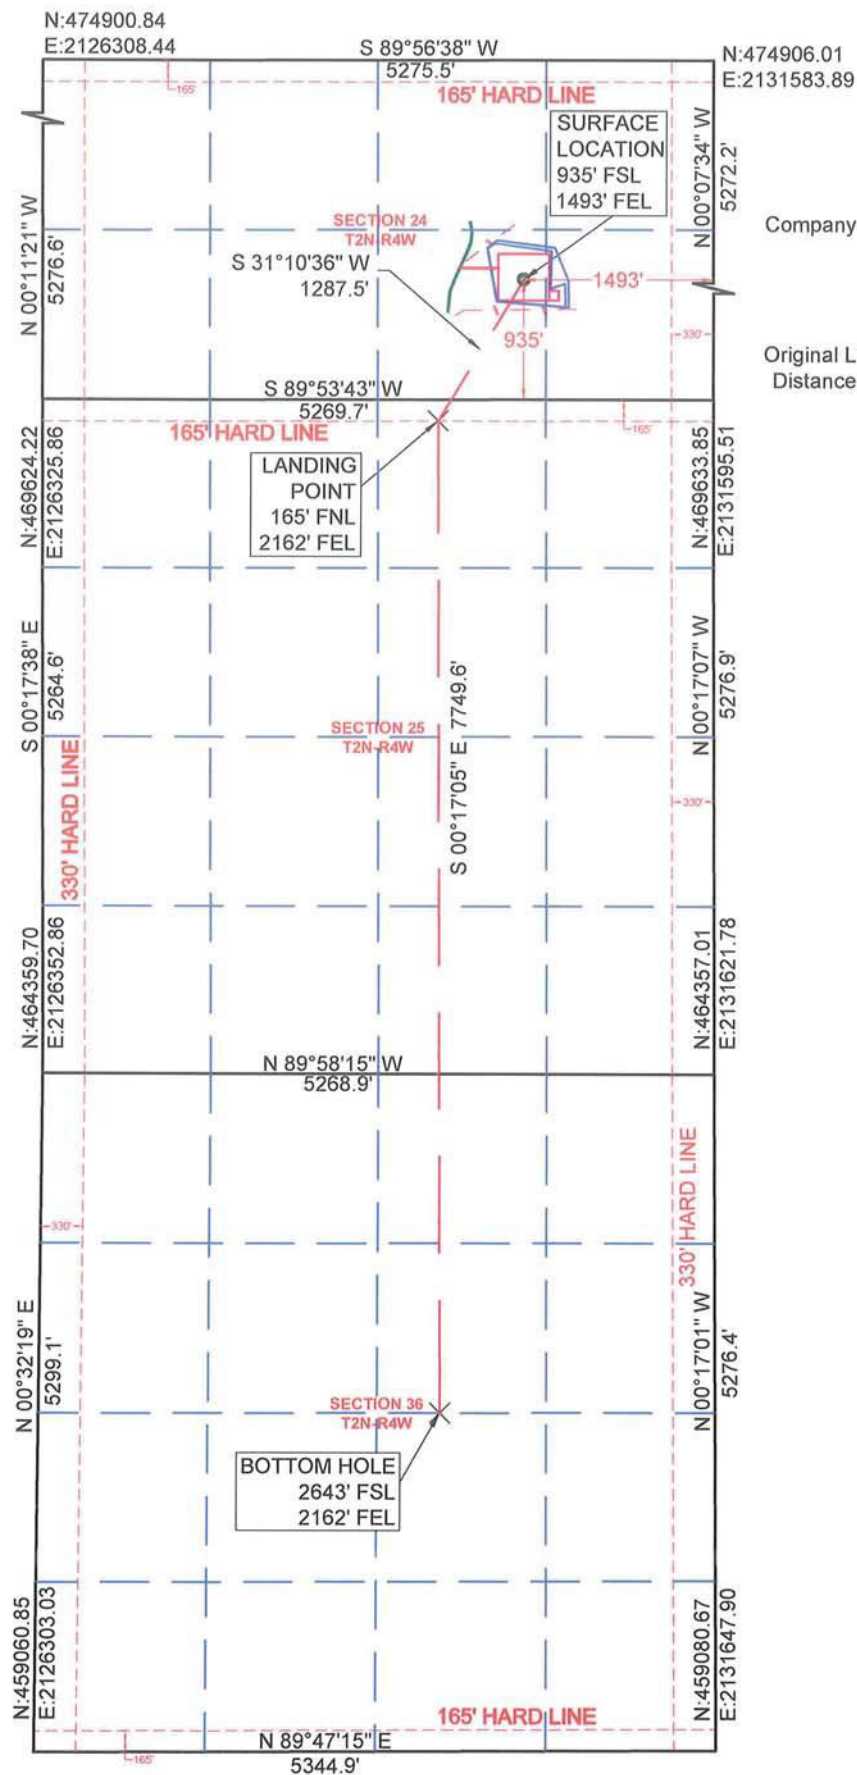 N:474900.84
E:2126308.44
S 89°56'38" W
5275.5'
N:474906.01
E:2131583.89
165'
165' HARD LINE
SURFACE
LOCATION
935' FSL
1493' FEL
N 00°07'34" W
5272.2'
N 00°11'21" W
5276.6'
SECTION 24
T2N-R4W
Company
S 31°10'36" W
1287.5'
1493'
935'
330'
Original L
Distance
S 89°53'43" W
5269.7'
165' HARD LINE
165'
N:469624.22
E:2126325.86
LANDING
POINT
165' FNL
2162' FEL
N:469633.85
E:2131595.51
S 00°17'38" E
5264.6'
SECTION 25
T2N-R4W
S 00°17'05" E 7749.6'
N 00°17'07" W
5276.9'
330' HARD LINE
330'
N:464359.70
E:2126352.86
N:464357.01
E:2131621.78
N 89°58'15" W
5268.9'
330'
330' HARD LINE
N 00°32'19" E
5299.1'
SECTION 36
T2N-R4W
N 00°17'01" W
5276.4'
BOTTOM HOLE
2643' FSL
2162' FEL
N:459060.85
E:2126303.03
N:459080.67
E:2131647.90
165' HARD LINE
N 89°47'15" E
5344.9'
165'